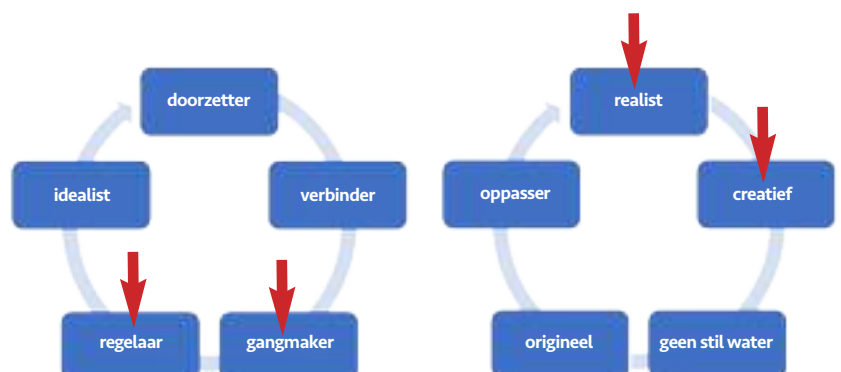 doorzetter
verbinder
gangmaker
regelaar
idealist
realist
creatief
geen stil water
origineel
oppasser